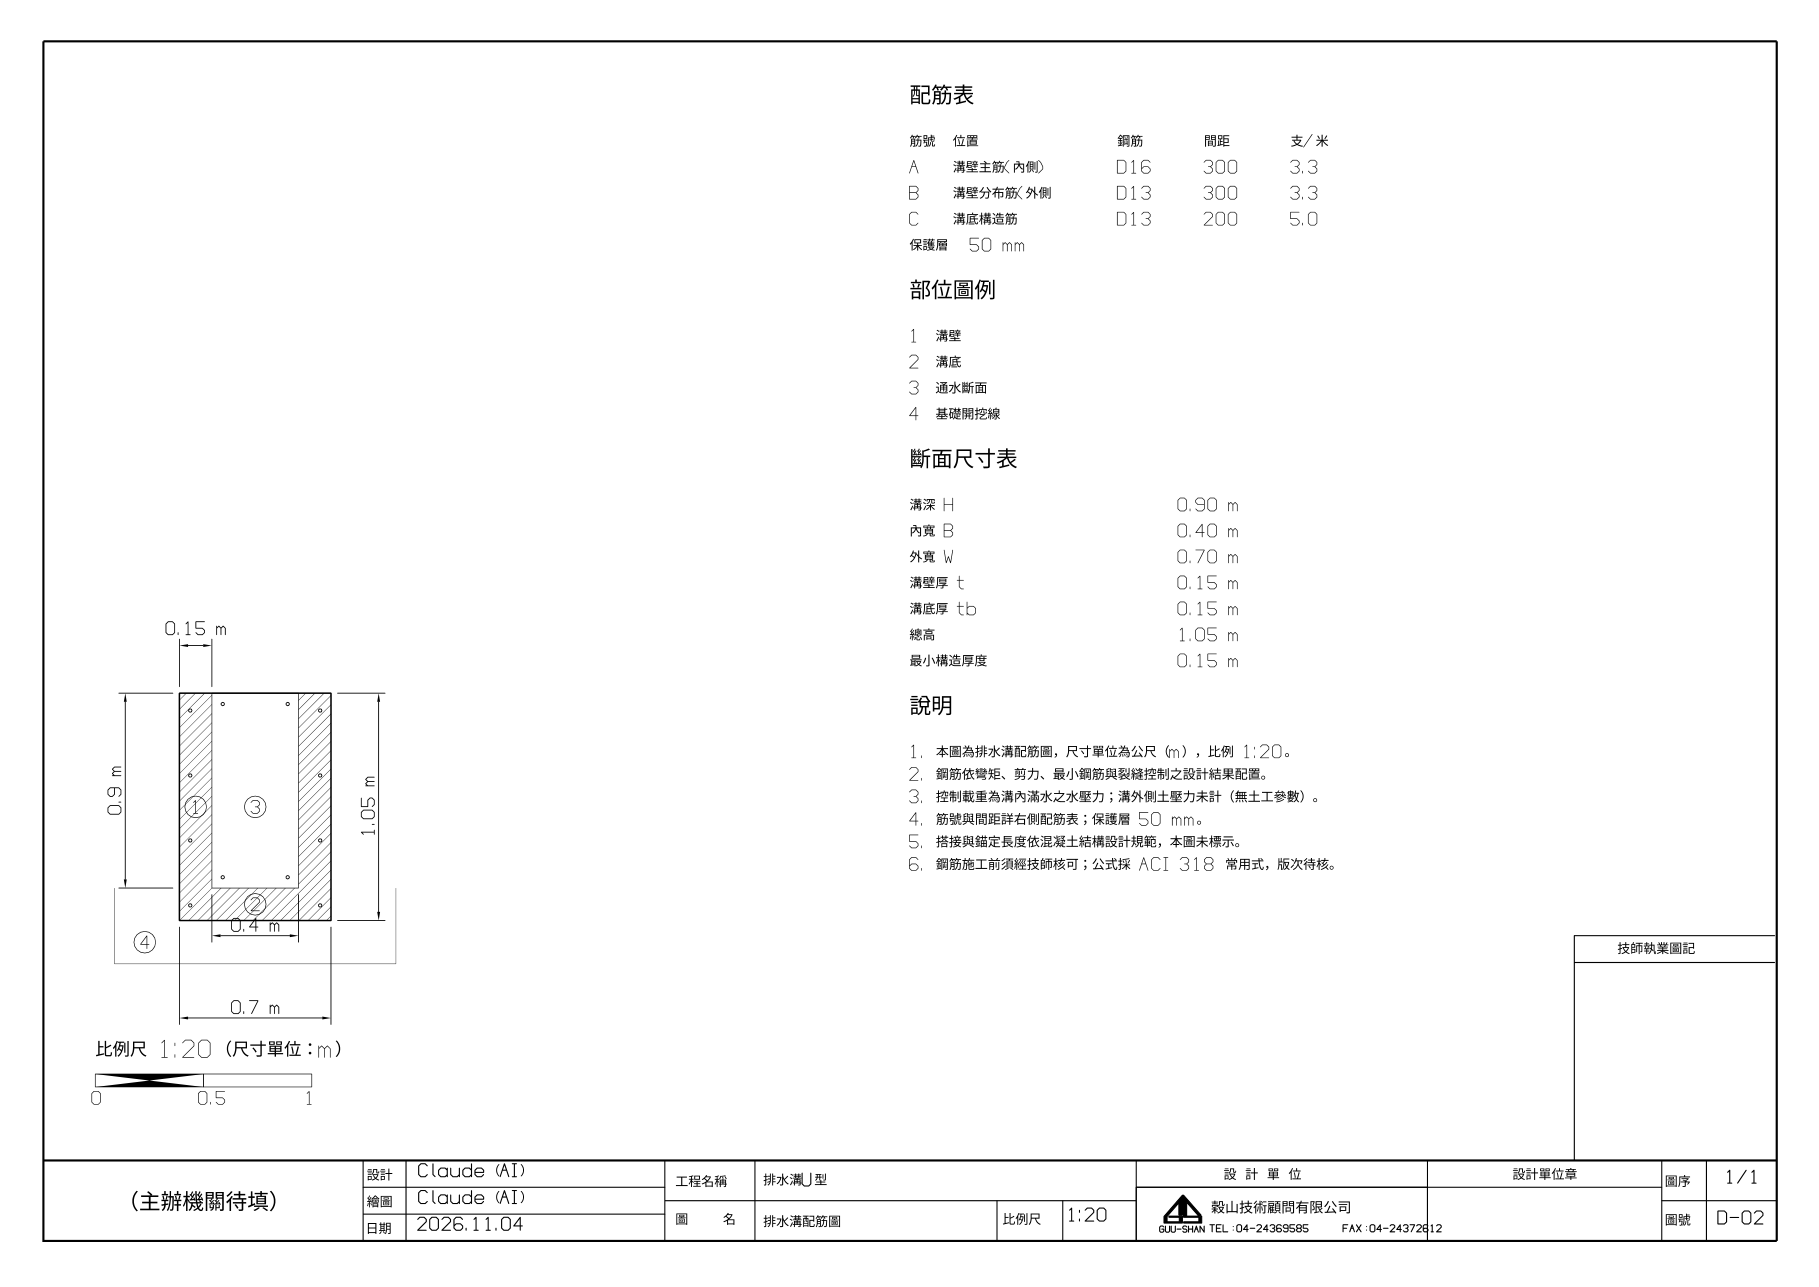 配筋表
筋號 位置 鋼筋 間距 支/米
A 溝壁主筋(內側) D16 300 3.3
B 溝壁分布筋(外側 D13 300 3.3
C 溝底構造筋 D13 200 5.0
保護層 50 mm
部位圖例
1 溝壁
2 溝底
3 通水斷面
4 基礎開挖線
斷面尺寸表
溝深 H 0.90 m
內寬 B 0.40 m
外寬 W 0.70 m
溝壁厚 t 0.15 m
溝底厚 tb 0.15 m
總高 1.05 m
最小構造厚度 0.15 m
說明
1. 本圖為排水溝配筋圖，尺寸單位為公尺（m），比例 1:20。
2. 鋼筋依彎矩、剪力、最小鋼筋與裂縫控制之設計結果配置。
3. 控制載重為溝內滿水之水壓力；溝外側土壓力未計（無土工參數）。
4. 筋號與間距詳右側配筋表；保護層 50 mm。
5. 搭接與錨定長度依混凝土結構設計規範，本圖未標示。
6. 鋼筋施工前須經技師核可；公式採 ACI 318 常用式，版次待核。
0.15 m
0.9 m
1
3
1.05 m
2
0.4 m
4
0.7 m
比例尺 1:20（尺寸單位：m）
0 0.5 1
技師執業圖記
（主辦機關待填）
設計 Claude (AI)
繪圖 Claude (AI)
日期 2026.11.04
工程名稱 排水溝U型
圖名 排水溝配筋圖
比例尺 1:20
設計單位
穀山技術顧問有限公司
GUU-SHAN TEL:04-24369585 FAX:04-24372612
設計單位章
圖序 1/1
圖號 D-02